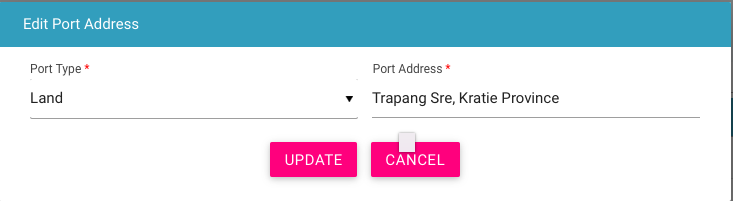 Edit Port Address
Port Type *
Port Address *
Land
Trapang Sre, Kratie Province
UPDATE
CANCEL